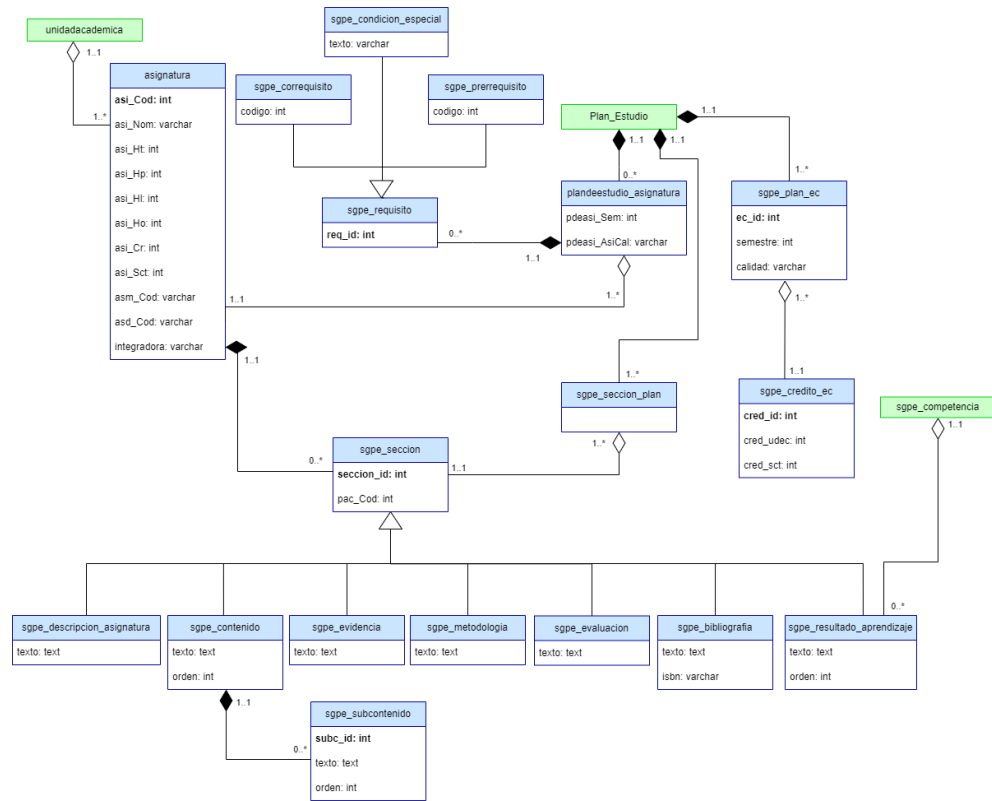 sgpe_condicion_especial
texto: varchar
unidadacademica
1..1
1..*
asignatura
asi_Cod: int
asi_Nom: varchar
asi_Ht: int
asi_Hp: int
asi_Hl: int
asi_Ho: int
asi_Cr: int
asi_Sct: int
asm_Cod: varchar
asd_Cod: varchar
integradora: varchar
sgpe_correquisito
codigo: int
sgpe_prerrequisito
codigo: int
sgpe_requisito
req_id: int
0..*
1..1
Plan_Estudio
1..1
1..1
1..1
0..*
1..*
plandeestudio_asignatura
pdeasi_Sem: int
pdeasi_AsiCal: varchar
1..*
1..1
sgpe_plan_ec
ec_id: int
semestre: int
calidad: varchar
1..*
1..1
sgpe_credito_ec
cred_id: int
cred_udec: int
cred_sct: int
1..*
sgpe_seccion_plan
1..*
1..1
1..1
0..*
sgpe_seccion
seccion_id: int
pac_Cod: int
sgpe_competencia
1..1
0..*
sgpe_descripcion_asignatura
texto: text
sgpe_contenido
texto: text
orden: int
sgpe_evidencia
texto: text
sgpe_metodologia
texto: text
sgpe_evaluacion
texto: text
sgpe_bibliografia
texto: text
isbn: varchar
sgpe_resultado_aprendizaje
texto: text
orden: int
1..1
0..*
sgpe_subcontenido
subc_id: int
texto: text
orden: int